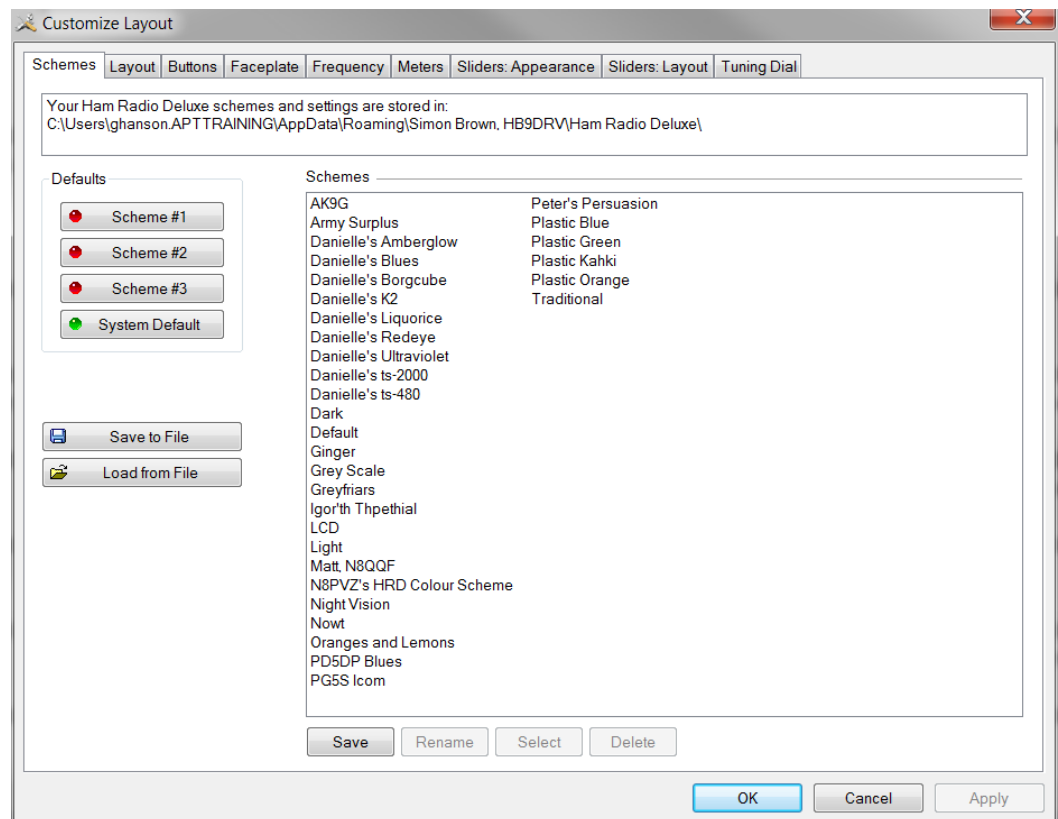 Customize Layout
Schemes Layout Buttons Faceplate Frequency Meters Sliders: Appearance Sliders: Layout Tuning Dial
Your Ham Radio Deluxe schemes and settings are stored in:
C:\Users\ghanson.APTTRAINING\AppData\Roaming\Simon Brown, HB9DRV\Ham Radio Deluxe\
Defaults
Scheme #1
Scheme #2
Scheme #3
System Default
Save to File
Load from File
Schemes
AK9G
Army Surplus
Danielle's Amberglow
Danielle's Blues
Danielle's Borgcube
Danielle's K2
Danielle's Liquorice
Danielle's Redeye
Danielle's Ultraviolet
Danielle's ts-2000
Danielle's ts-480
Dark
Default
Ginger
Grey Scale
Greyfriars
Igor'th Thpethial
LCD
Light
Matt, N8QQF
N8PVZ's HRD Colour Scheme
Night Vision
Nowt
Oranges and Lemons
PD5DP Blues
PG5S Icom
Peter's Persuasion
Plastic Blue
Plastic Green
Plastic Kahki
Plastic Orange
Traditional
Save Rename Select Delete
OK Cancel Apply